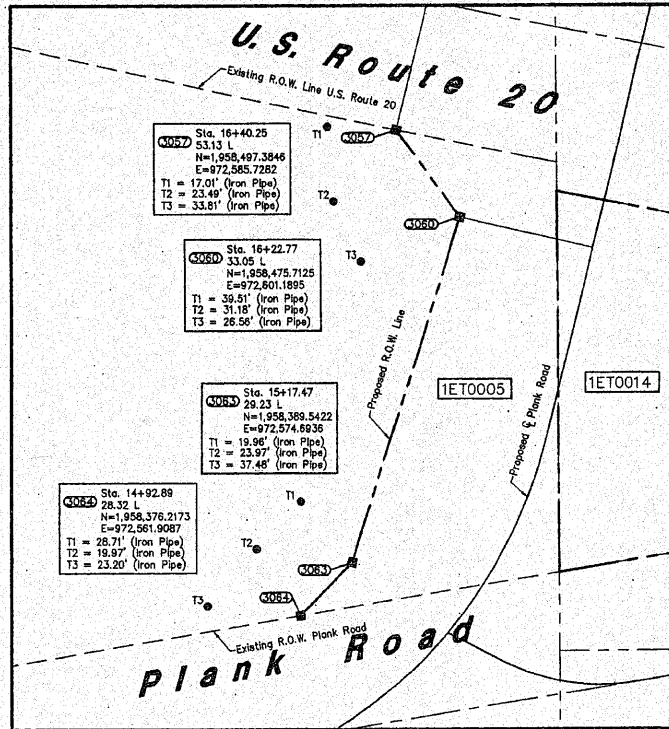 U.S. Route 20
Existing R.O.W. Line U.S. Route 20
T1
3057
3057 Sta. 16+40.25
53.13 L
N=1,958,497.3846
E=972,585.7282
T1 = 17.01' (Iron Pipe)
T2 = 23.49' (Iron Pipe)
T3 = 33.81' (Iron Pipe)
T2
3060
T3
3060 Sta. 16+22.77
33.05 L
N=1,958,475.7125
E=972,601.1895
T1 = 39.51' (Iron Pipe)
T2 = 31.18' (Iron Pipe)
T3 = 26.56' (Iron Pipe)
Proposed R.O.W. Line
1ET0005
1ET0014
Proposed ℄ Plank Road
3063 Sta. 15+17.47
29.23 L
N=1,958,389.5422
E=972,574.6936
T1 = 19.96' (Iron Pipe)
T2 = 23.97' (Iron Pipe)
T3 = 37.48' (Iron Pipe)
3064 Sta. 14+92.89
28.32 L
N=1,958,376.2173
E=972,561.9087
T1 = 28.71' (Iron Pipe)
T2 = 19.97' (Iron Pipe)
T3 = 23.20' (Iron Pipe)
T1
T2
3063
T3
3064
Existing R.O.W. Plank Road
Plank Road